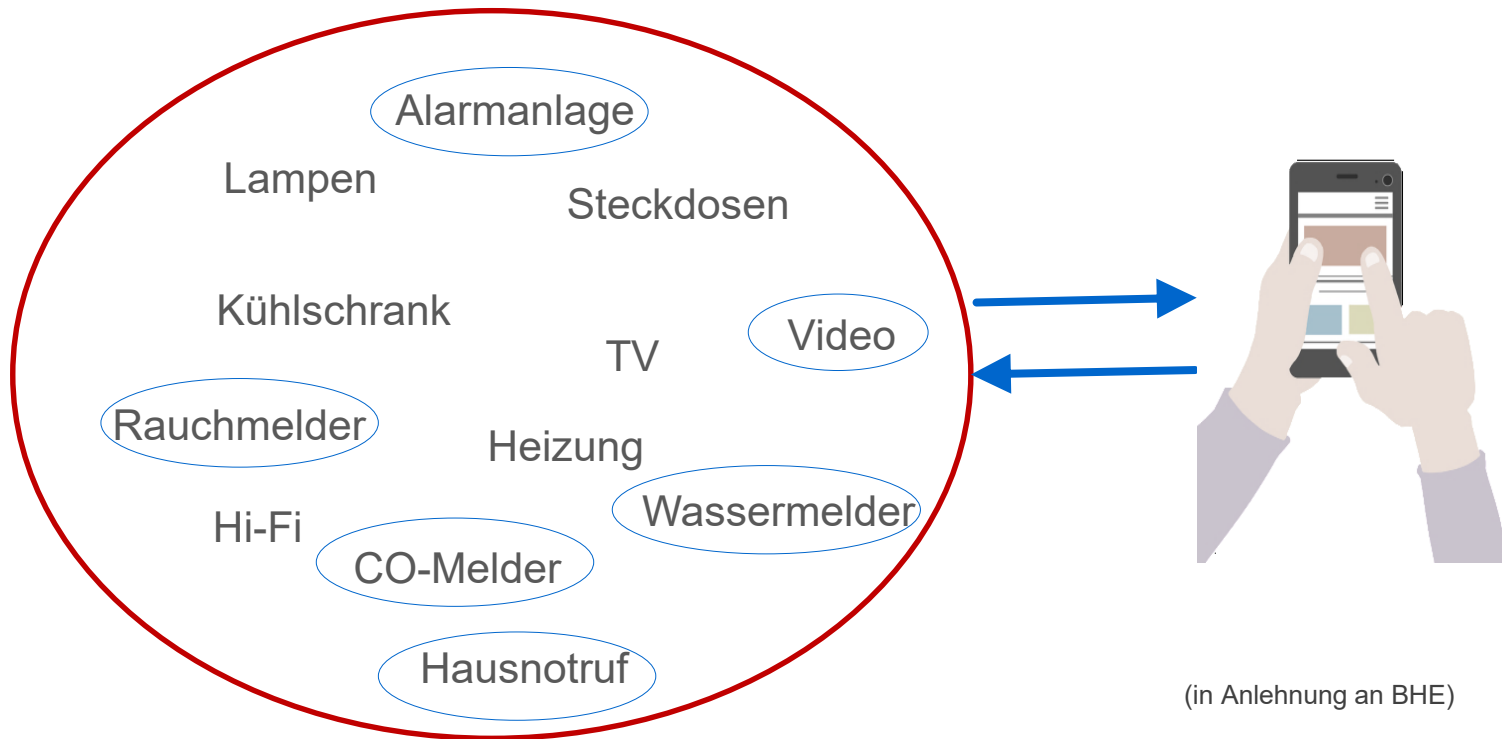 Alarmanlage
Lampen
Steckdosen
Kühlschrank
Video
TV
Rauchmelder
Heizung
Wassermelder
Hi-Fi
CO-Melder
Hausnotruf
(in Anlehnung an BHE)